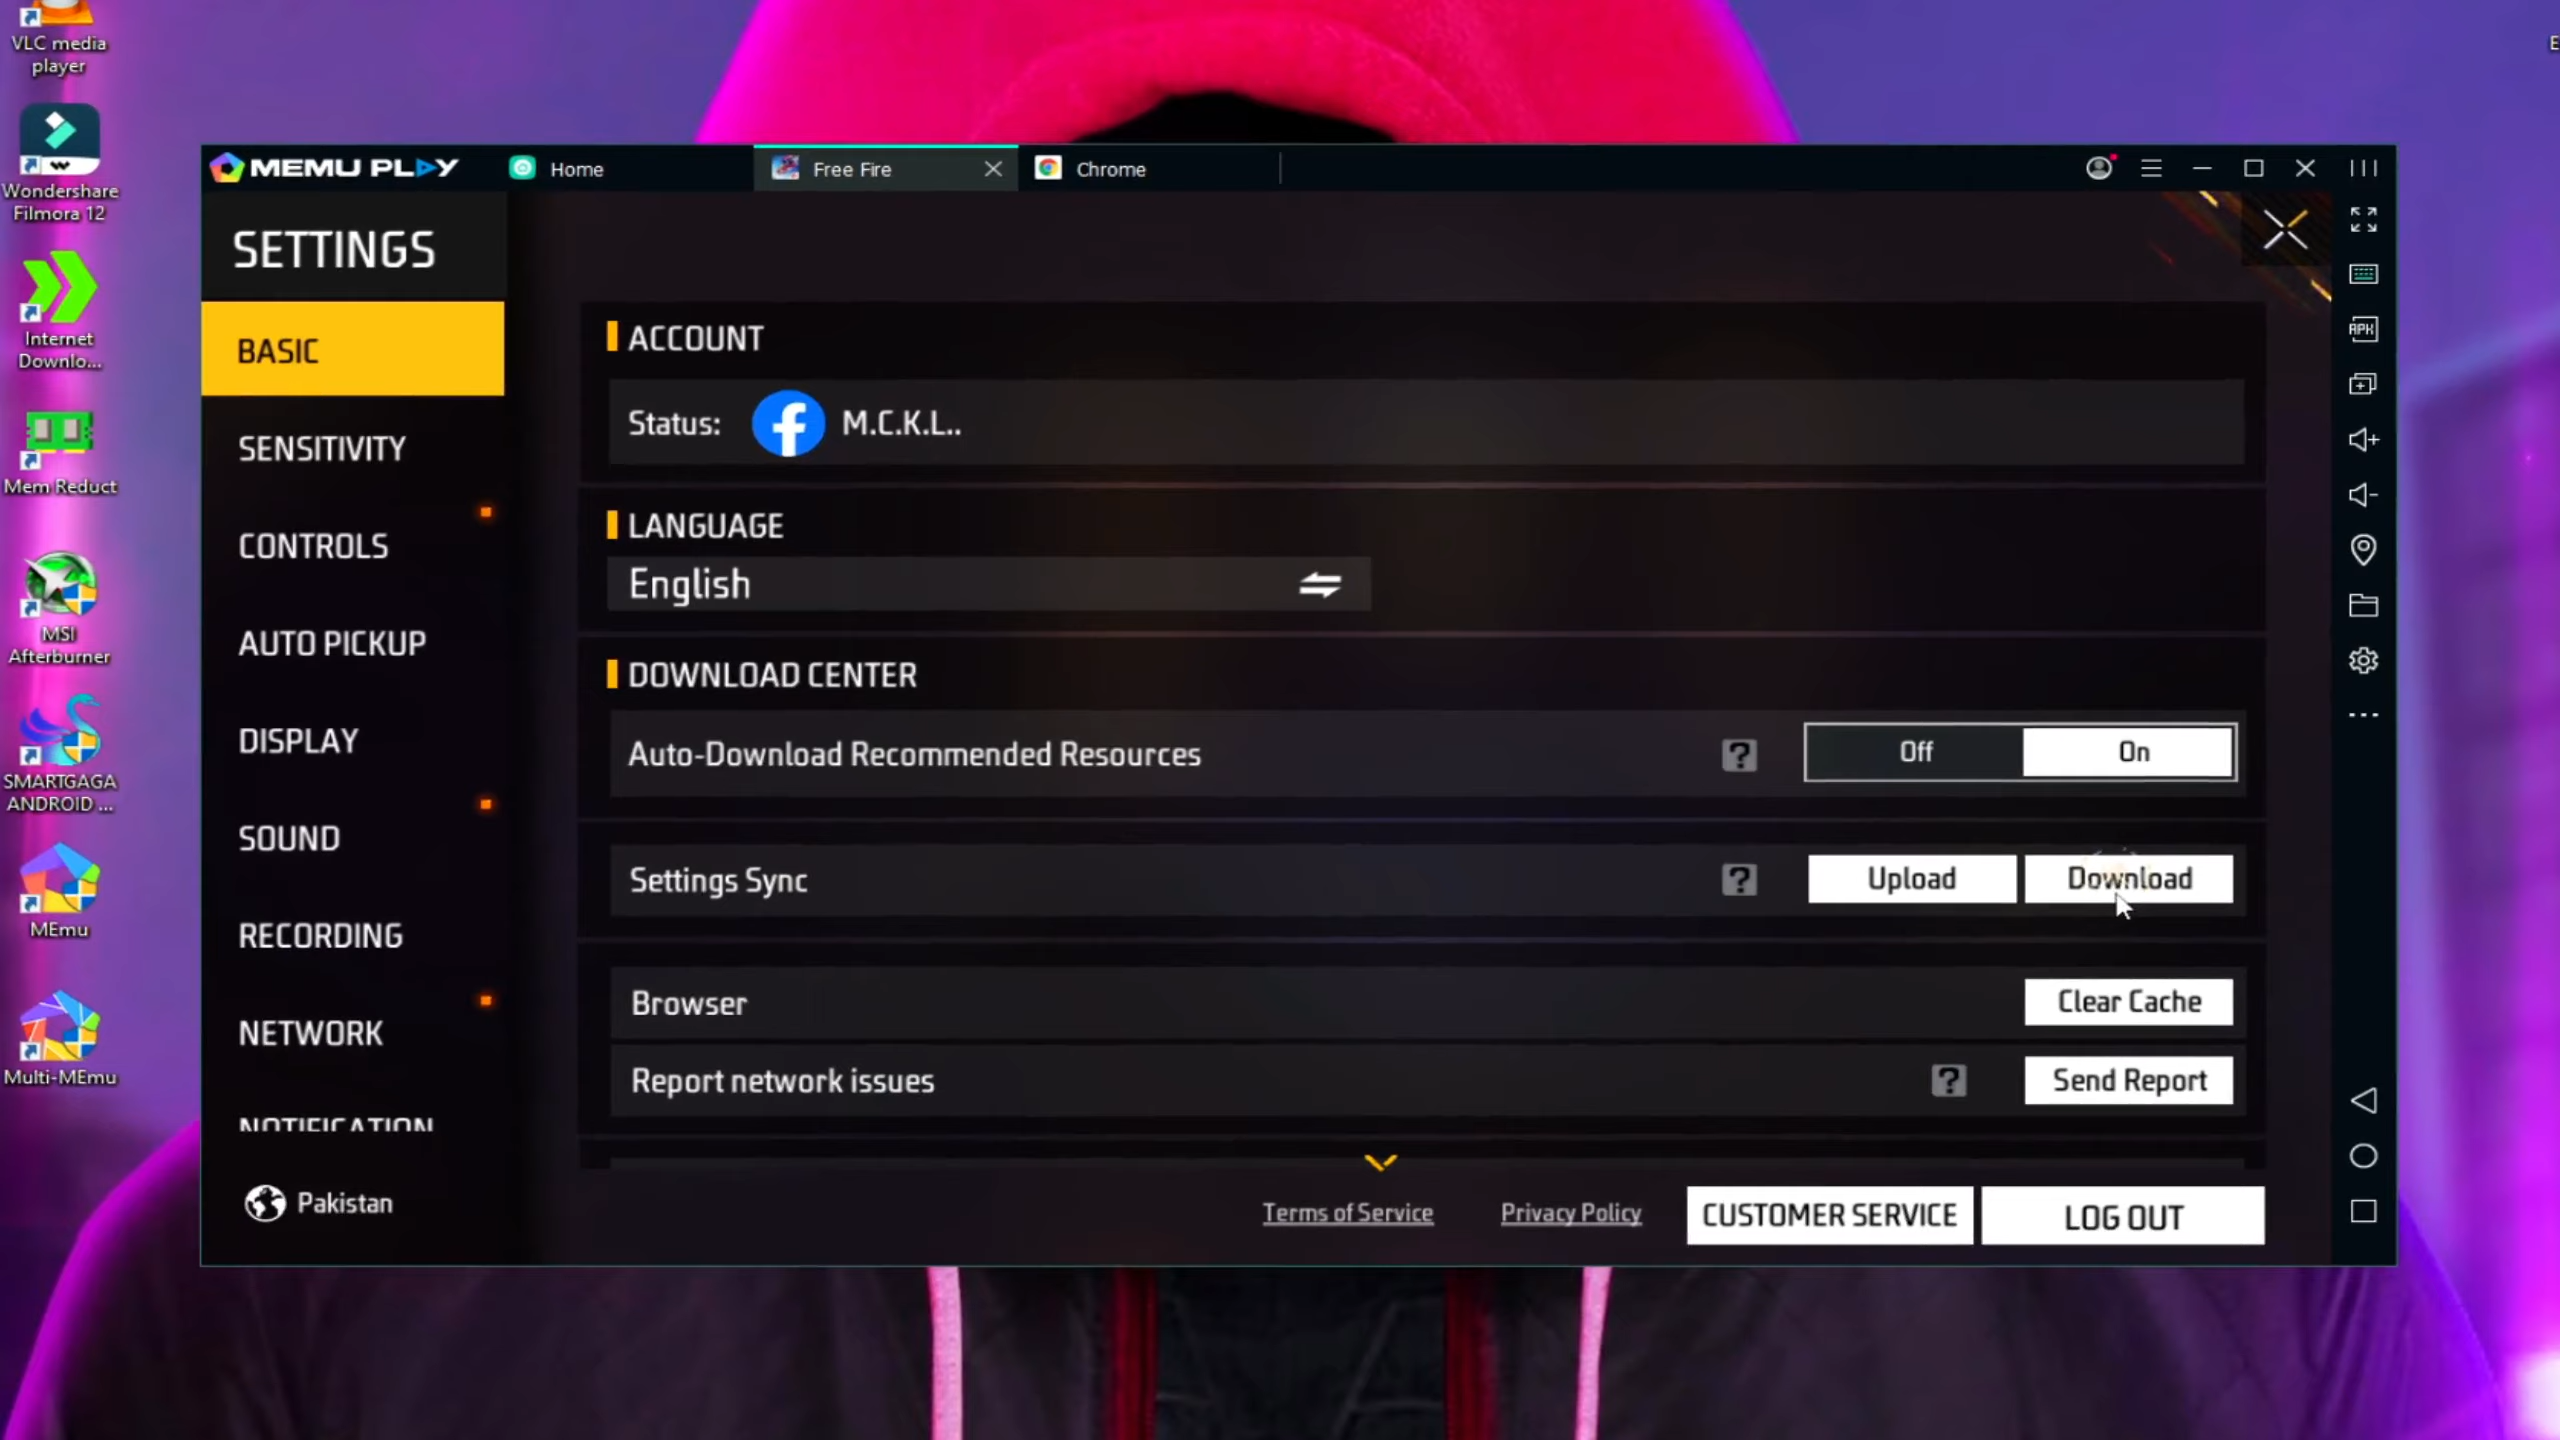 VLC media
player
Wondershare
Filmora 12
Internet
Downlo...
Mem Reduct
MSI
Afterburner
SMARTGAGA
ANDROID ...
MEmu
Multi-MEmu
MEMU PLAY
Home
Free Fire
Chrome
SETTINGS
BASIC
SENSITIVITY
CONTROLS
AUTO PICKUP
DISPLAY
SOUND
RECORDING
NETWORK
NOTIFICATION
Pakistan
ACCOUNT
Status: M.C.K.L..
LANGUAGE
English
DOWNLOAD CENTER
Auto-Download Recommended Resources ? Off On
Settings Sync ? Upload Download
Browser Clear Cache
Report network issues ? Send Report
Terms of Service Privacy Policy CUSTOMER SERVICE LOG OUT
APK
E